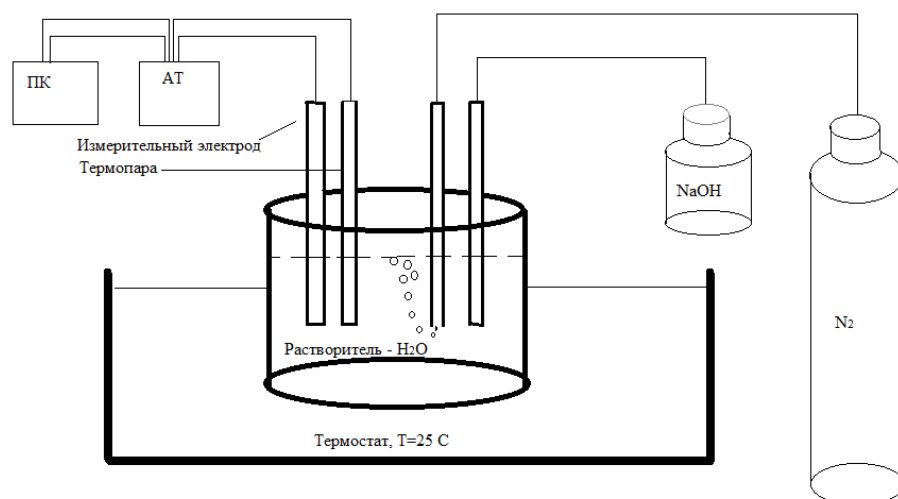 ПК
АТ
Измерительный электрод
Термопара
NaOH
N2
Растворитель - H2O
Термостат, Т=25 С